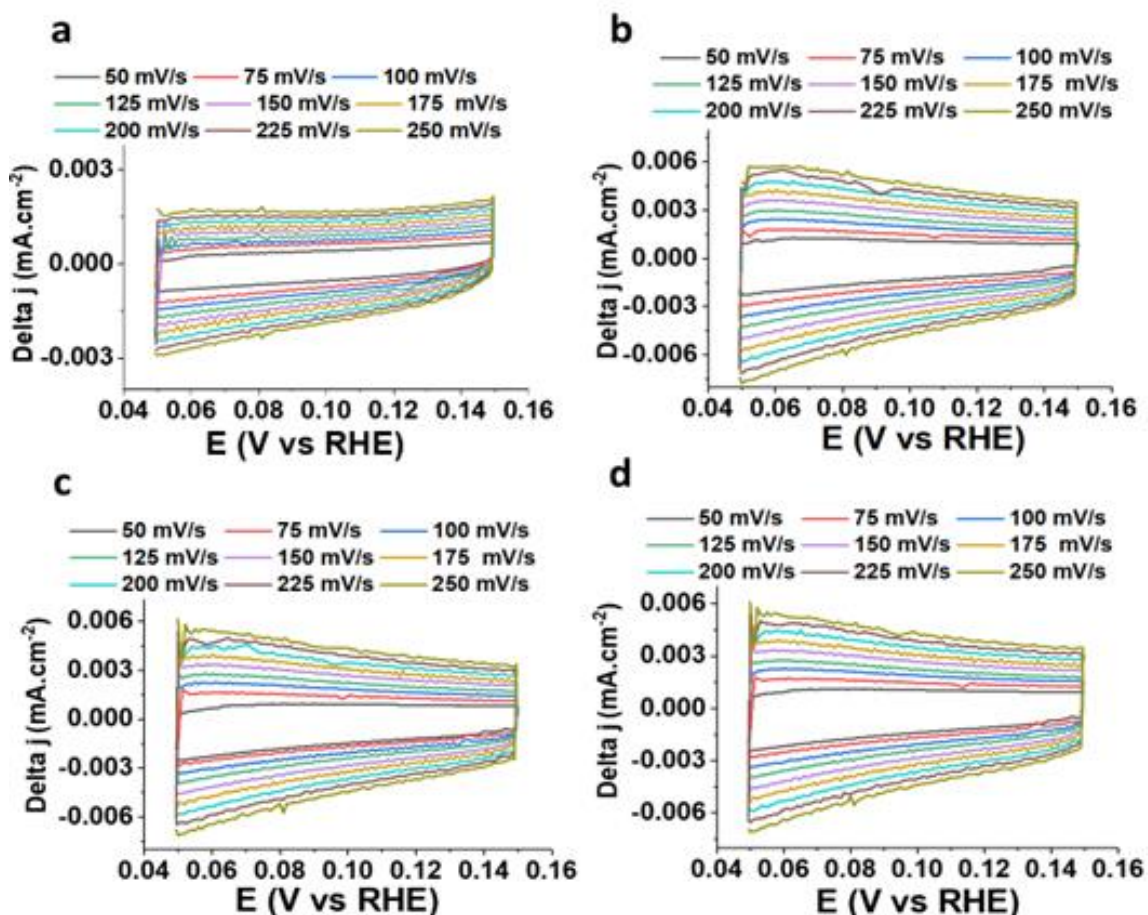 a
50 mV/s 75 mV/s 100 mV/s
125 mV/s 150 mV/s 175 mV/s
200 mV/s 225 mV/s 250 mV/s
0.003
0.000
-0.003
Delta j (mA.cm-2)
0.04 0.06 0.08 0.10 0.12 0.14 0.16
E (V vs RHE)
b
50 mV/s 75 mV/s 100 mV/s
125 mV/s 150 mV/s 175 mV/s
200 mV/s 225 mV/s 250 mV/s
0.006
0.003
0.000
-0.003
-0.006
Delta j (mA.cm-2)
0.04 0.06 0.08 0.10 0.12 0.14 0.16
E (V vs RHE)
c
50 mV/s 75 mV/s 100 mV/s
125 mV/s 150 mV/s 175 mV/s
200 mV/s 225 mV/s 250 mV/s
0.006
0.003
0.000
-0.003
-0.006
Delta j (mA.cm-2)
0.04 0.06 0.08 0.10 0.12 0.14 0.16
E (V vs RHE)
d
50 mV/s 75 mV/s 100 mV/s
125 mV/s 150 mV/s 175 mV/s
200 mV/s 225 mV/s 250 mV/s
0.006
0.003
0.000
-0.003
-0.006
Delta j (mA.cm-2)
0.04 0.06 0.08 0.10 0.12 0.14 0.16
E (V vs RHE)